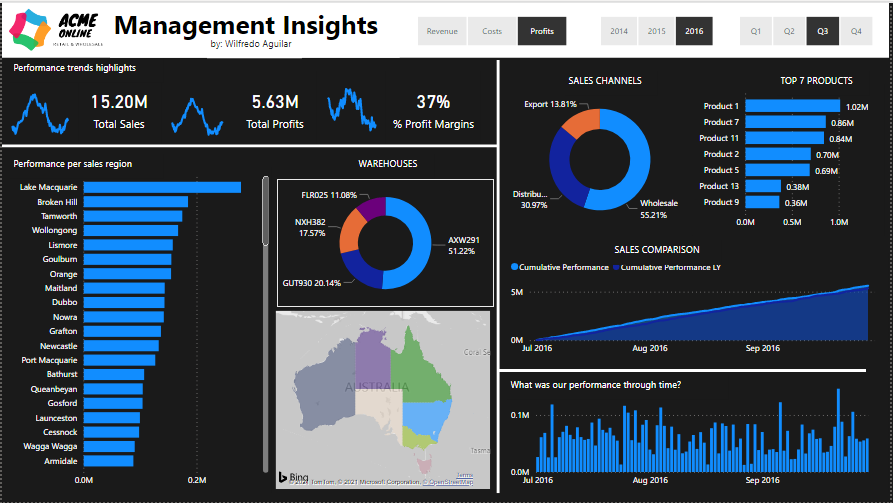 ACME
ONLINE
RETAIL & WHOLESALE
Management Insights
by: Wilfredo Aguilar
Revenue Costs Profits
2014 2015 2016
Q1 Q2 Q3 Q4
Performance trends highlights
15.20M
Total Sales
5.63M
Total Profits
37%
% Profit Margins
Performance per sales region
Lake Macquarie
Broken Hill
Tamworth
Wollongong
Lismore
Goulburn
Orange
Maitland
Dubbo
Nowra
Grafton
Newcastle
Port Macquarie
Bathurst
Queanbeyan
Gosford
Launceston
Cessnock
Wagga Wagga
Armidale
0.0M 0.2M
WAREHOUSES
FLR025 11.08%
NXH382
17.57%
AXW291
51.22%
GUT930 20.14%
Coral Se
AUSTRALIA
Tasma
Bing
Terms
© 2021 TomTom, © 2021 Microsoft Corporation, © OpenStreetMap
SALES CHANNELS
Export 13.81%
Distribu...
30.97%
Wholesale
55.21%
TOP 7 PRODUCTS
Product 1 1.02M
Product 7 0.86M
Product 11 0.84M
Product 2 0.70M
Product 5 0.69M
Product 13 0.38M
Product 9 0.36M
0.0M 0.5M 1.0M
SALES COMPARISON
Cumulative Performance Cumulative Performance LY
5M
0M
Jul 2016 Aug 2016 Sep 2016
What was our performance through time?
0.1M
0.0M
Jul 2016 Aug 2016 Sep 2016